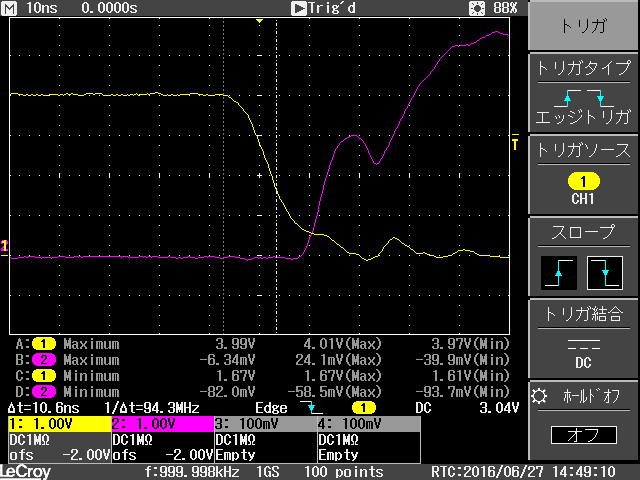 M 10ns 0.0000s Trig'd 88%
トリガ
トリガタイプ
エッジトリガ
トリガソース
1
CH1
スロープ
トリガ結合
DC
ホールドオフ
オフ
T
1
A: 1 Maximum 3.99V 4.01V(Max) 3.97V(Min)
B: 2 Maximum -6.34mV 24.1mV(Max) -39.9mV(Min)
C: 1 Minimum 1.67V 1.67V(Max) 1.61V(Min)
D: 2 Minimum -82.0mV -58.5mV(Max) -93.7mV(Min)
Δt=10.6ns 1/Δt=94.3MHz Edge 1 DC 3.04V
1: 1.00V 2: 1.00V 3: 100mV 4: 100mV
DC1MΩ DC1MΩ DC1MΩ DC1MΩ
ofs -2.00V ofs -2.00V Empty Empty
LeCroy f:999.998kHz 1GS 100 points RTC:2016/06/27 14:49:10